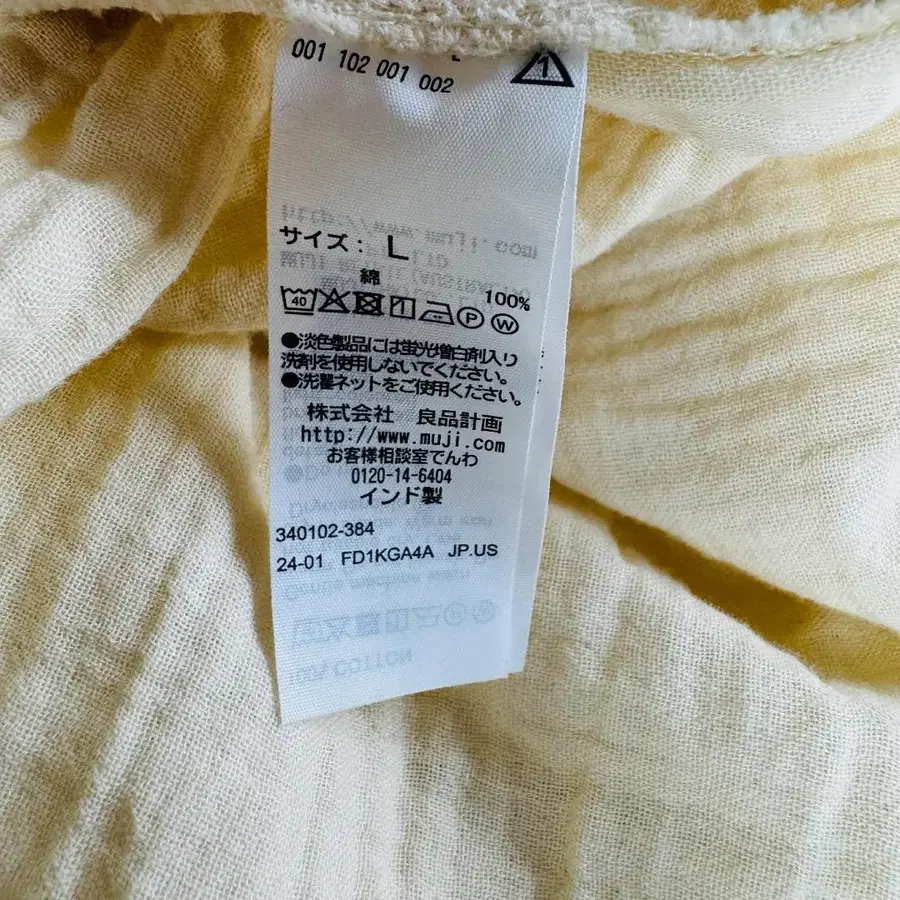 001 102 001 002
1
サイズ： L
綿 100%
40 P W
●淡色製品には蛍光増白剤入り
洗剤を使用しないでください。
●洗濯ネットをご使用ください。
株式会社 良品計画
http://www.muji.com
お客様相談室でんわ
0120-14-6404
インド製
340102-384
24-01 FD1KGA4A JP.US